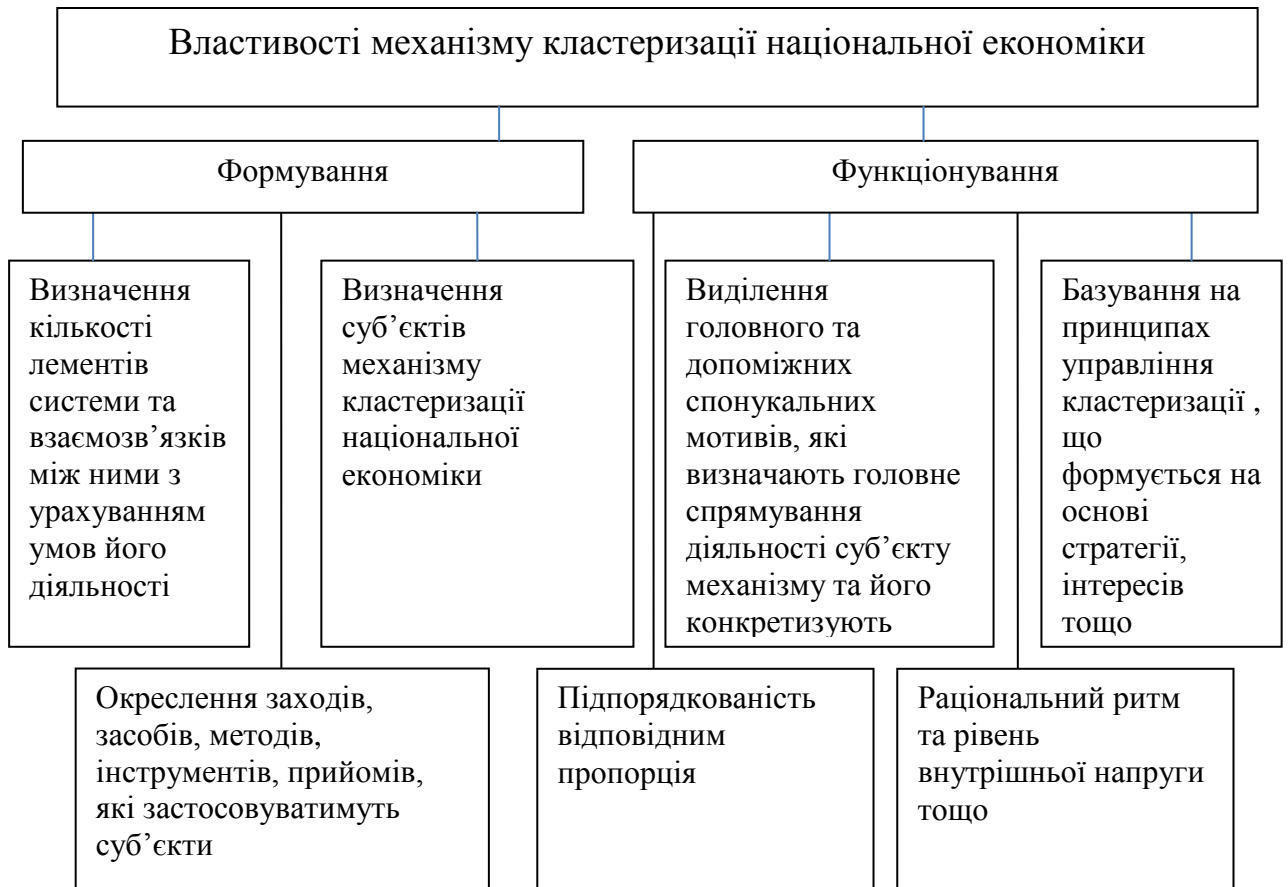 Властивості механізму кластеризації національної економіки
Формування
Функціонування
Визначення
кількості
лементів
системи та
взаємозв’язків
між ними з
урахуванням
умов його
діяльності
Визначення
суб’єктів
механізму
кластеризації
національної
економіки
Виділення
головного та
допоміжних
спонукальних
мотивів, які
визначають головне
спрямування
діяльності суб’єкту
механізму та його
конкретизують
Базування на
принципах
управління
кластеризації ,
що
формується на
основі
стратегії,
інтересів
тощо
Окреслення заходів,
засобів, методів,
інструментів, прийомів,
які застосовуватимуть
суб’єкти
Підпорядкованість
відповідним
пропорція
Раціональний ритм
та рівень
внутрішньої напруги
тощо